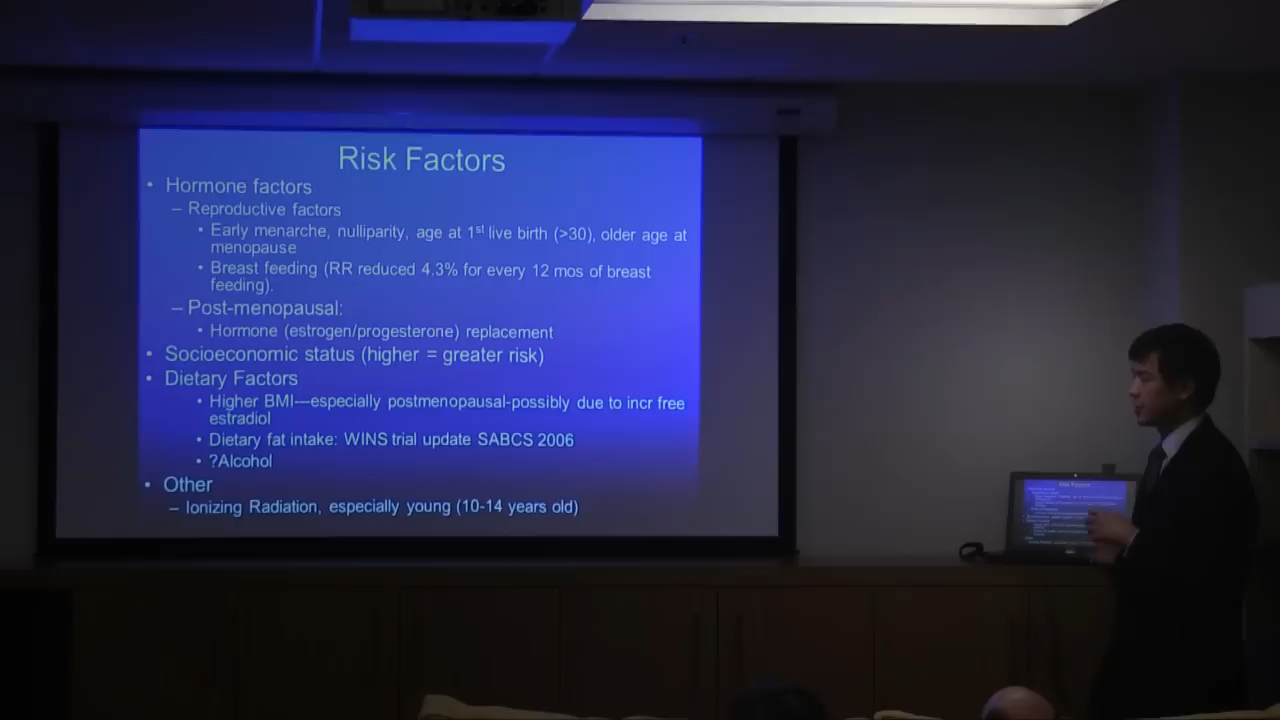 Risk Factors
• Hormone factors
– Reproductive factors
• Early menarche, nulliparity, age at 1st live birth (>30), older age at
menopause
• Breast feeding (RR reduced 4.3% for every 12 mos of breast
feeding).
– Post-menopausal:
• Hormone (estrogen/progesterone) replacement
• Socioeconomic status (higher = greater risk)
• Dietary Factors
• Higher BMI---especially postmenopausal-possibly due to incr free
estradiol
• Dietary fat intake: WINS trial update SABCS 2006
• ?Alcohol
• Other
– Ionizing Radiation, especially young (10-14 years old)
Risk Factors